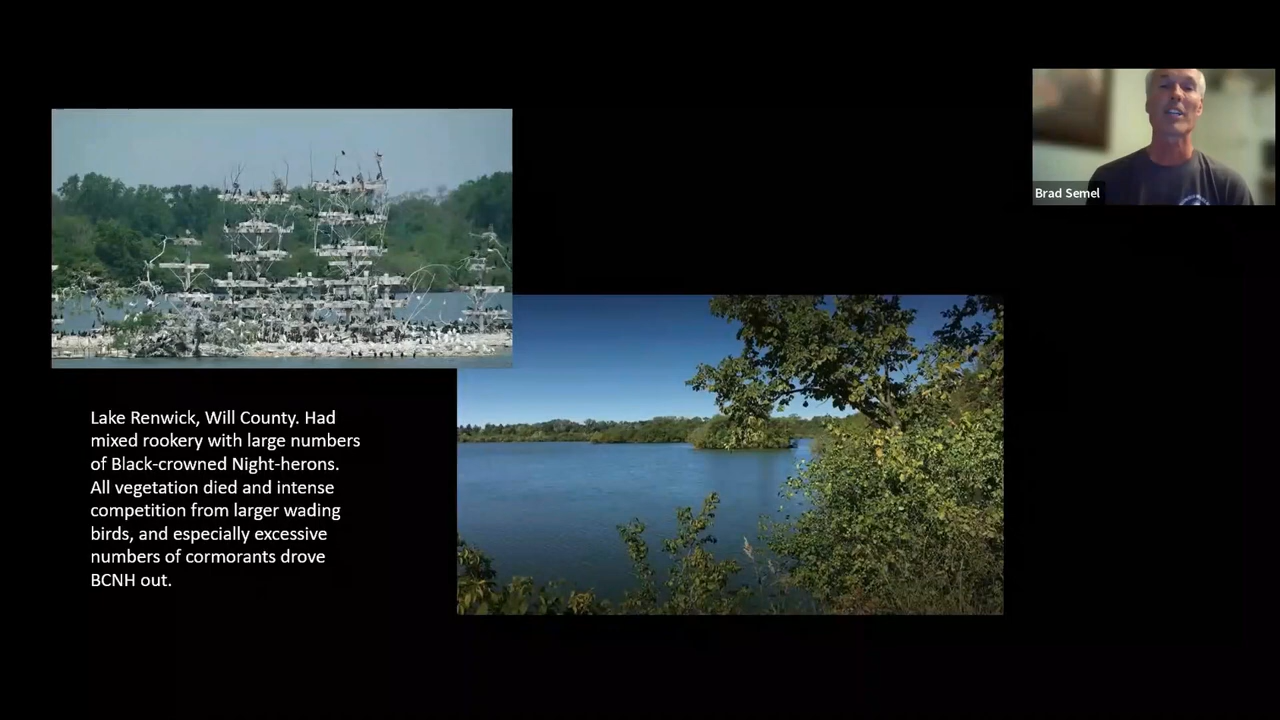 Brad Semel
Lake Renwick, Will County. Had
mixed rookery with large numbers
of Black-crowned Night-herons.
All vegetation died and intense
competition from larger wading
birds, and especially excessive
numbers of cormorants drove
BCNH out.